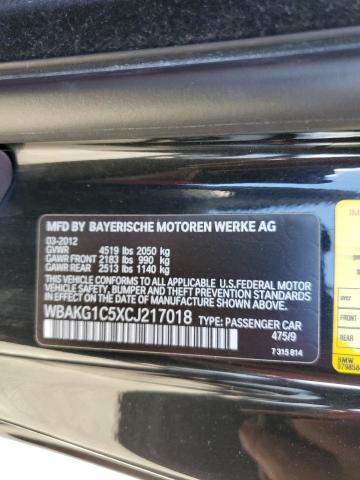 MFD BY BAYERISCHE MOTOREN WERKE AG
03-2012
GVWR 4519 lbs 2050 kg
GAWR FRONT 2183 lbs 990 kg
GAWR REAR 2513 lbs 1140 kg
THIS VEHICLE CONFORMS TO ALL APPLICABLE U.S.FEDERAL MOTOR
VEHICLE SAFETY, BUMPER, AND THEFT PREVENTION STANDARDS IN
EFFECT ON THE DATE OF MANUFACTURE SHOWN ABOVE.
WBAKG1C5XCJ217018 TYPE: PASSENGER CAR
475/9
7 315 814
FRONT
REAR
BMW